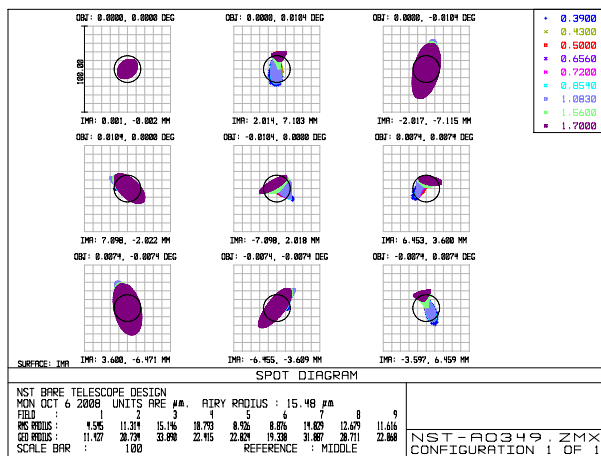 OBJ: 0.0000, 0.0000 DEG
OBJ: 0.0000, 0.0104 DEG
OBJ: 0.0000, -0.0104 DEG
100.00
IMA: 0.001, -0.002 MM
IMA: 2.014, 7.103 MM
IMA: -2.017, -7.115 MM
0.3900
0.4300
0.5000
0.6560
0.7200
0.8540
1.0830
1.5600
1.7000
OBJ: 0.0104, 0.0000 DEG
OBJ: -0.0104, 0.0000 DEG
OBJ: 0.0074, 0.0074 DEG
IMA: 7.098, -2.022 MM
IMA: -7.098, 2.018 MM
IMA: 6.453, 3.600 MM
OBJ: 0.0074, -0.0074 DEG
OBJ: -0.0074, -0.0074 DEG
OBJ: -0.0074, 0.0074 DEG
IMA: 3.600, -6.471 MM
IMA: -6.455, -3.609 MM
IMA: -3.597, 6.459 MM
SURFACE: IMA
SPOT DIAGRAM
NST BARE TELESCOPE DESIGN
MON OCT 6 2008 UNITS ARE µm. AIRY RADIUS : 15.48 µm
FIELD : 1 2 3 4 5 6 7 8 9
RMS RADIUS : 4.545 11.314 15.146 10.793 8.926 8.876 14.829 12.679 11.616
GEO RADIUS : 11.427 20.734 33.890 22.415 22.824 19.338 31.887 28.711 22.868
SCALE BAR : 100 REFERENCE : MIDDLE
NST-AO349.ZMX
CONFIGURATION 1 OF 1